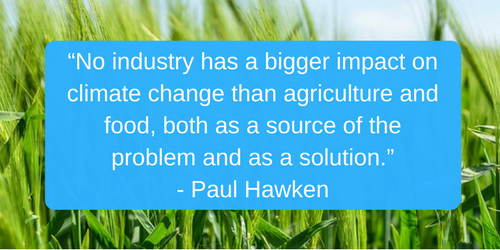 “No industry has a bigger impact on
climate change than agriculture and
food, both as a source of the
problem and as a solution.”
- Paul Hawken